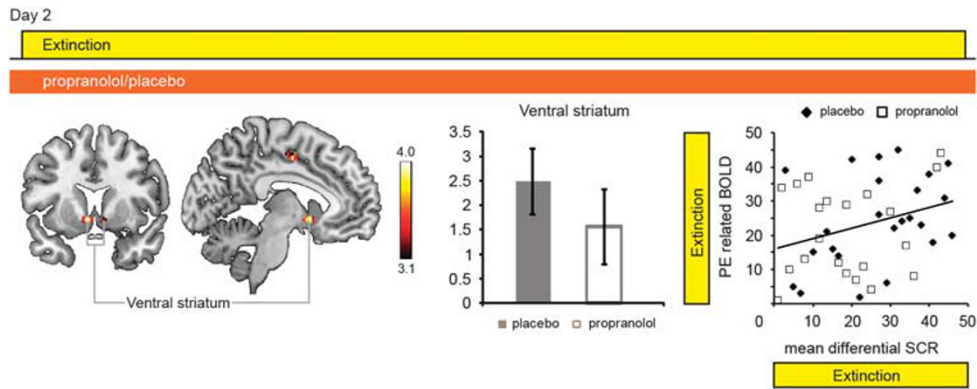 Day 2
Extinction
propranolol/placebo
4.0
3.1
Ventral striatum
Ventral striatum
3.5
3
2.5
2
1.5
1
0.5
0
placebo propranolol
Extinction
placebo propranolol
PE related BOLD
50
40
30
20
10
0 10 20 30 40 50
mean differential SCR
Extinction